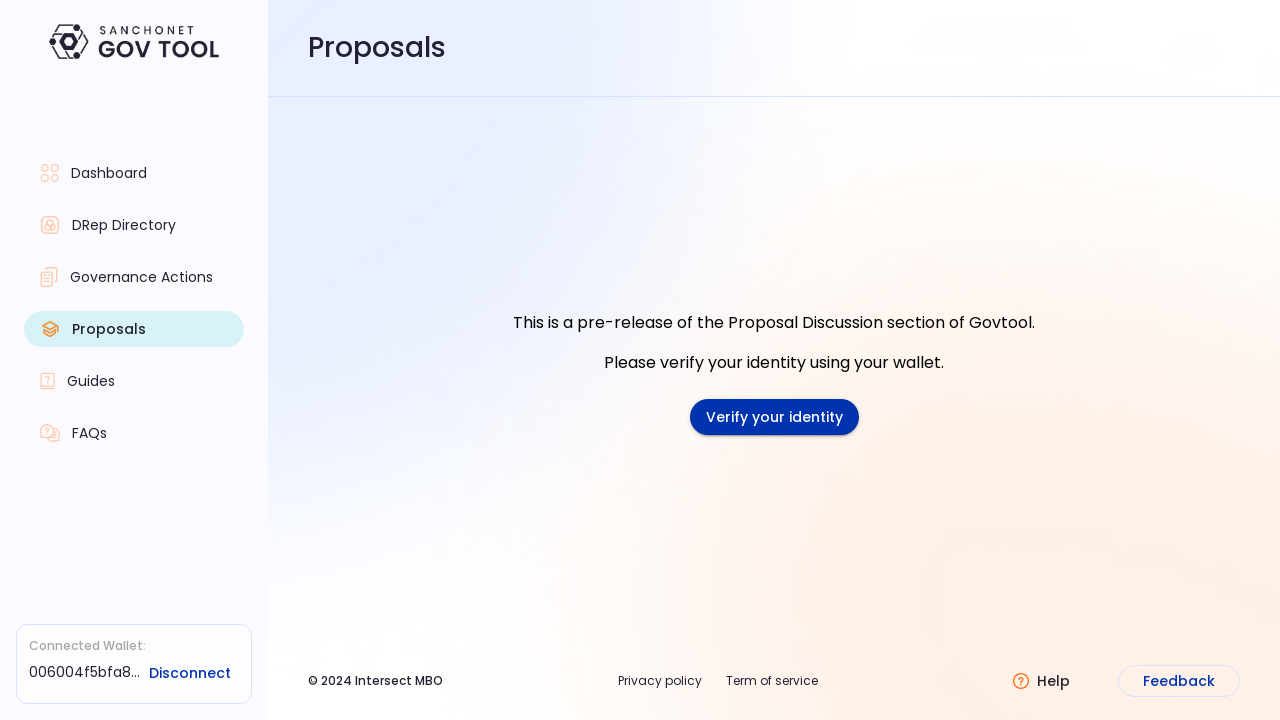 SANCHONET
GOV TOOL
Dashboard
DRep Directory
Governance Actions
Proposals
Guides
FAQs
Connected Wallet:
006004f5bfa8...
Disconnect
Proposals
This is a pre-release of the Proposal Discussion section of Govtool.
Please verify your identity using your wallet.
Verify your identity
© 2024 Intersect MBO
Privacy policy
Term of service
Help
Feedback